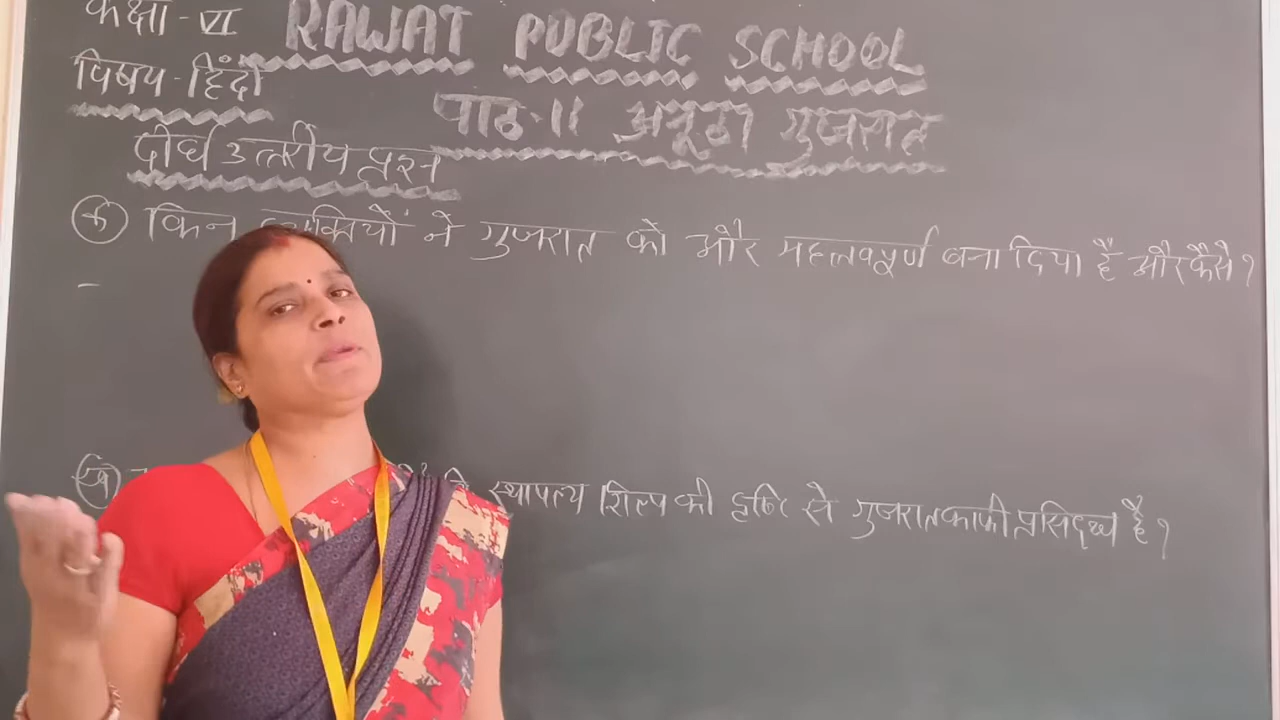 कक्षा - VI RAWAT PUBLIC SCHOOL
विषय - हिंदी
पाठ-11 अनूठा गुजरात
दीर्घ उत्तरीय प्रश्न
क किन व्यक्तियों ने गुजरात को और महत्वपूर्ण बना दिया है और कैसे?
-
ख स्थापत्य शिल्प की दृष्टि से गुजरात काफी प्रसिद्ध है?